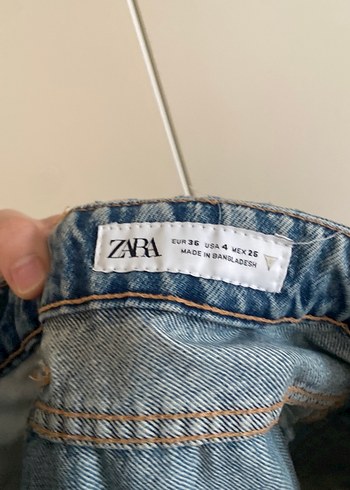 ZARA
EUR 36 USA 4 MEX 26
MADE IN BANGLADESH